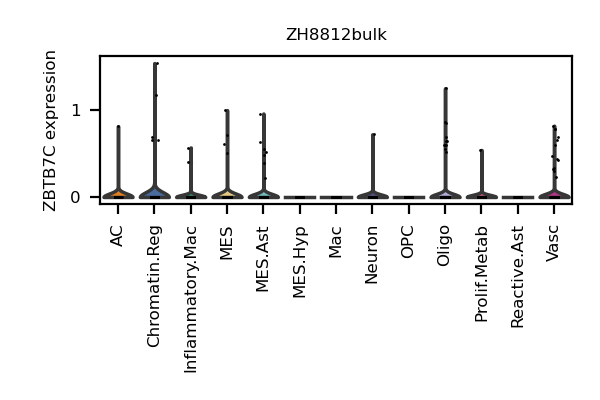 ZH8812bulk
ZBTB7C expression
1
0
AC
Chromatin.Reg
Inflammatory.Mac
MES
MES.Ast
MES.Hyp
Mac
Neuron
OPC
Oligo
Prolif.Metab
Reactive.Ast
Vasc